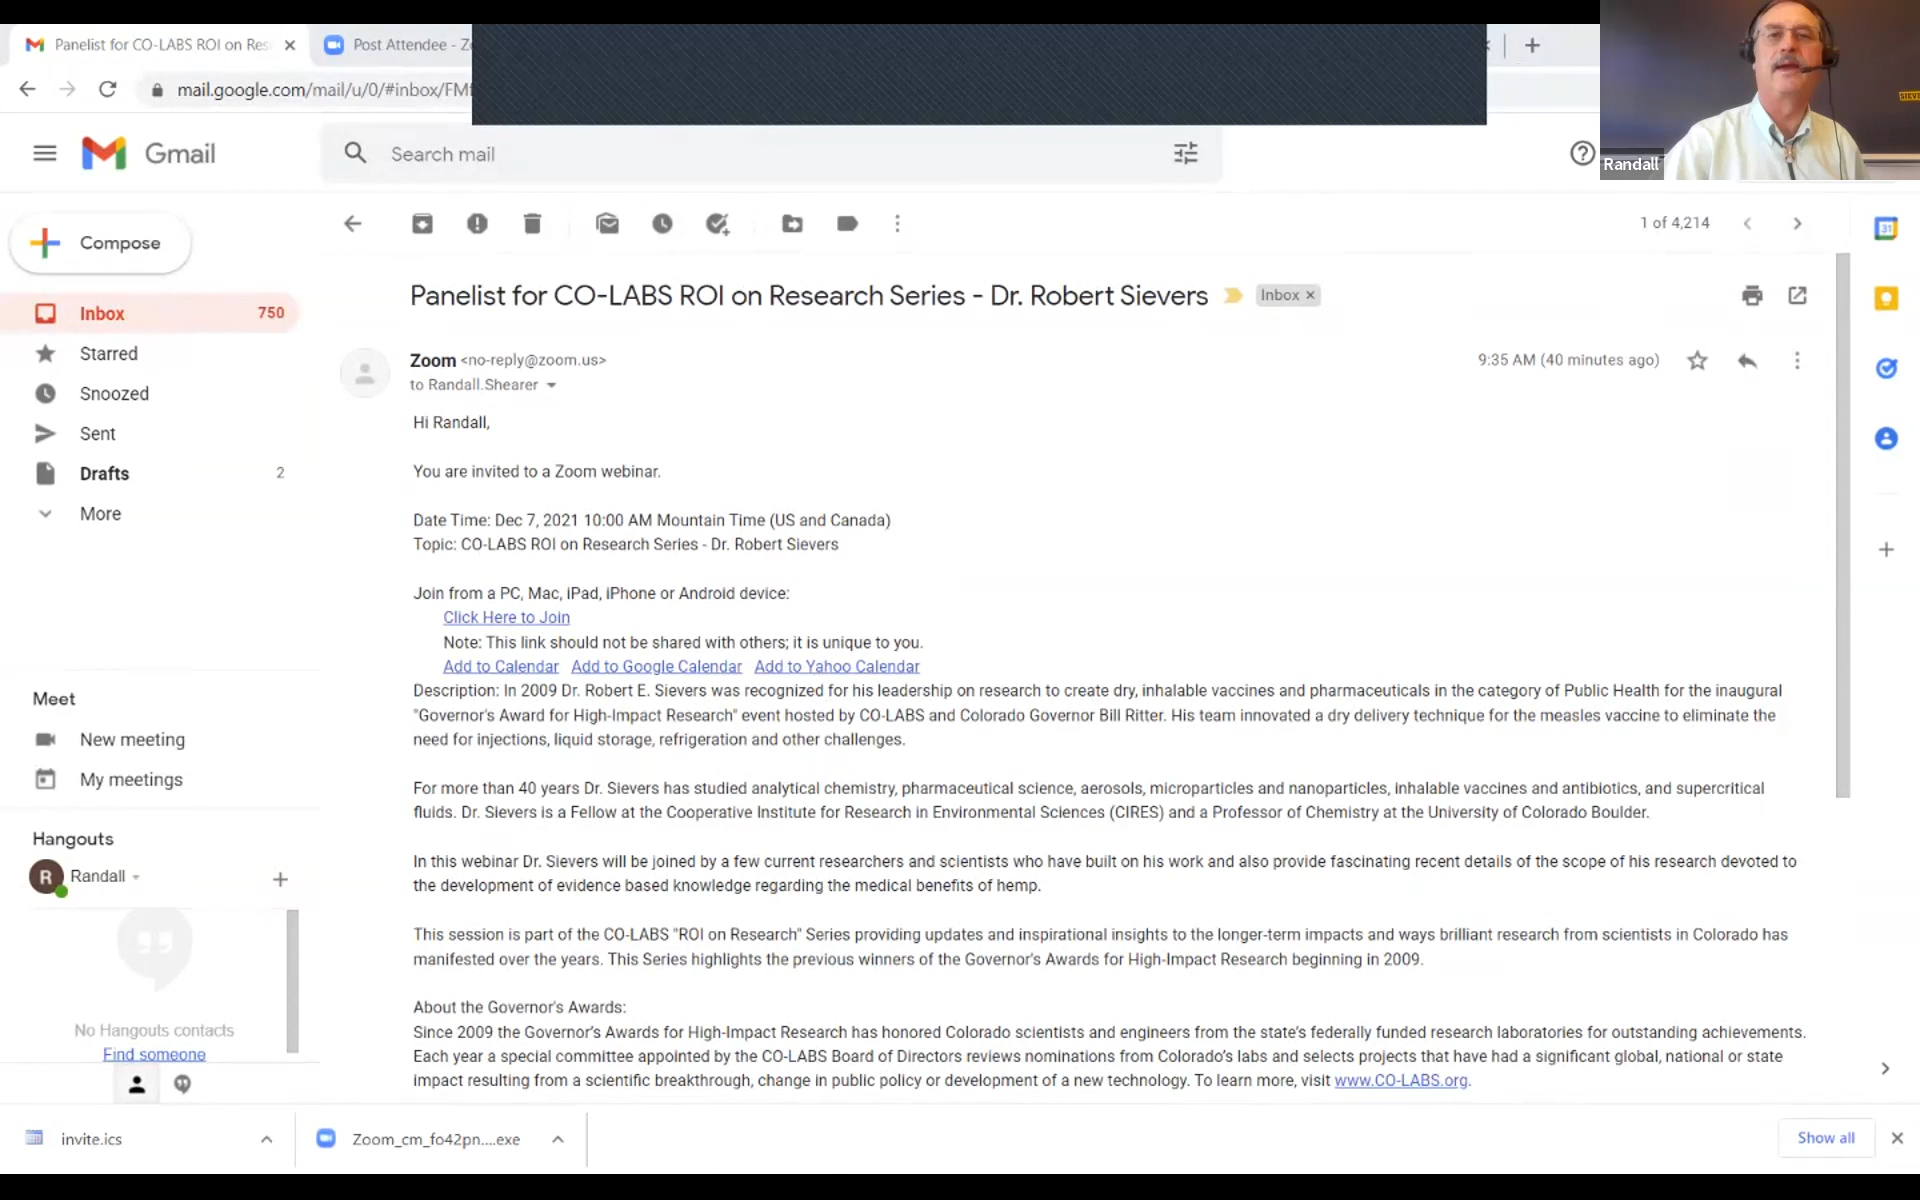 Panelist for CO-LABS ROI on Res
Post Attendee - Zo
mail.google.com/mail/u/0/#inbox/FMf
Gmail
Search mail
Randall
Compose
1 of 4,214
Inbox 750
Starred
Snoozed
Sent
Drafts 2
More
Panelist for CO-LABS ROI on Research Series - Dr. Robert Sievers Inbox
Zoom <no-reply@zoom.us> 9:35 AM (40 minutes ago)
to Randall.Shearer
Hi Randall,
You are invited to a Zoom webinar.
Date Time: Dec 7, 2021 10:00 AM Mountain Time (US and Canada)
Topic: CO-LABS ROI on Research Series - Dr. Robert Sievers
Join from a PC, Mac, iPad, iPhone or Android device:
Click Here to Join
Note: This link should not be shared with others; it is unique to you.
Add to Calendar Add to Google Calendar Add to Yahoo Calendar
Description: In 2009 Dr. Robert E. Sievers was recognized for his leadership on research to create dry, inhalable vaccines and pharmaceuticals in the category of Public Health for the inaugural
"Governor's Award for High-Impact Research" event hosted by CO-LABS and Colorado Governor Bill Ritter. His team innovated a dry delivery technique for the measles vaccine to eliminate the
need for injections, liquid storage, refrigeration and other challenges.
For more than 40 years Dr. Sievers has studied analytical chemistry, pharmaceutical science, aerosols, microparticles and nanoparticles, inhalable vaccines and antibiotics, and supercritical
fluids. Dr. Sievers is a Fellow at the Cooperative Institute for Research in Environmental Sciences (CIRES) and a Professor of Chemistry at the University of Colorado Boulder.
In this webinar Dr. Sievers will be joined by a few current researchers and scientists who have built on his work and also provide fascinating recent details of the scope of his research devoted to
the development of evidence based knowledge regarding the medical benefits of hemp.
This session is part of the CO-LABS "ROI on Research" Series providing updates and inspirational insights to the longer-term impacts and ways brilliant research from scientists in Colorado has
manifested over the years. This Series highlights the previous winners of the Governor's Awards for High-Impact Research beginning in 2009.
About the Governor's Awards:
Since 2009 the Governor's Awards for High-Impact Research has honored Colorado scientists and engineers from the state's federally funded research laboratories for outstanding achievements.
Each year a special committee appointed by the CO-LABS Board of Directors reviews nominations from Colorado's labs and selects projects that have had a significant global, national or state
impact resulting from a scientific breakthrough, change in public policy or development of a new technology. To learn more, visit www.CO-LABS.org.
Meet
New meeting
My meetings
Hangouts
R Randall
No Hangouts contacts
Find someone
invite.ics
Zoom_cm_fo42pn....exe
Show all